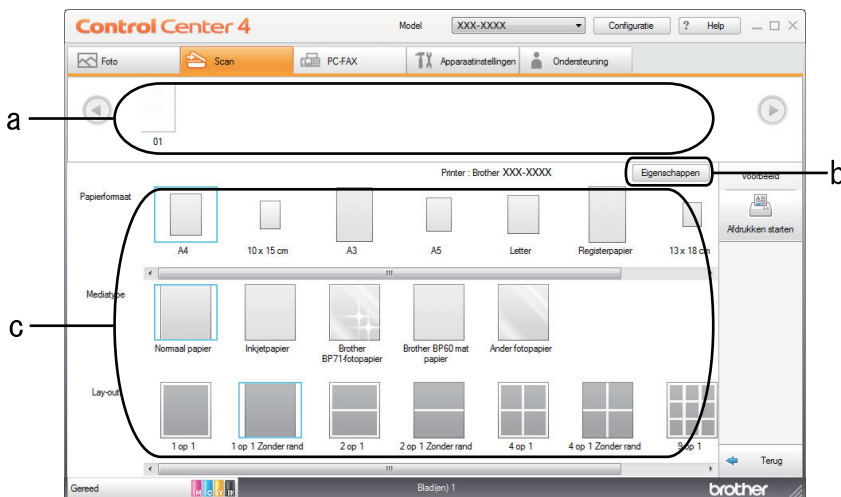 Control Center 4
Model XXX-XXXX Configuratie ? Help
Foto Scan PC-FAX Apparaatinstellingen Ondersteuning
a
01
Printer : Brother XXX-XXXX Eigenschappen Voorbeeld
b
Papierformaat
Afdrukken starten
A4 10 x 15 cm A3 A5 Letter Registerpapier 13 x 18 cm
Mediatype
c
Normaal papier Inkjetpapier Brother BP71-fotopapier Brother BP60 mat papier Ander fotopapier
Lay-out
1 op 1 1 op 1 Zonder rand 2 op 1 2 op 1 Zonder rand 4 op 1 4 op 1 Zonder rand 9 op 1
Terug
Gereed M C Y BK Blad(en) 1 brother